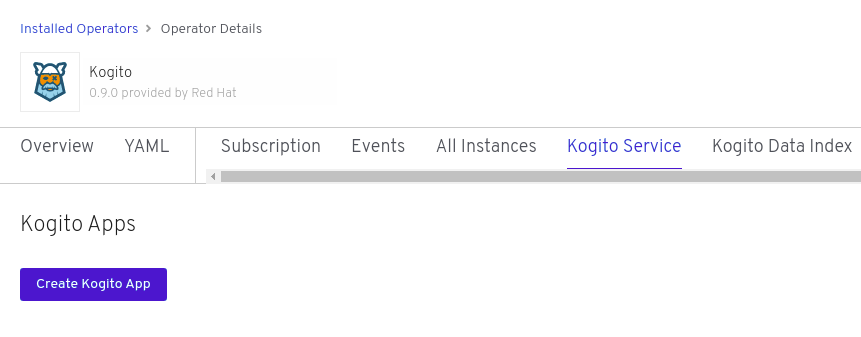 Installed Operators > Operator Details
Kogito
0.9.0 provided by Red Hat
Overview YAML Subscription Events All Instances Kogito Service Kogito Data Index
Kogito Apps
Create Kogito App